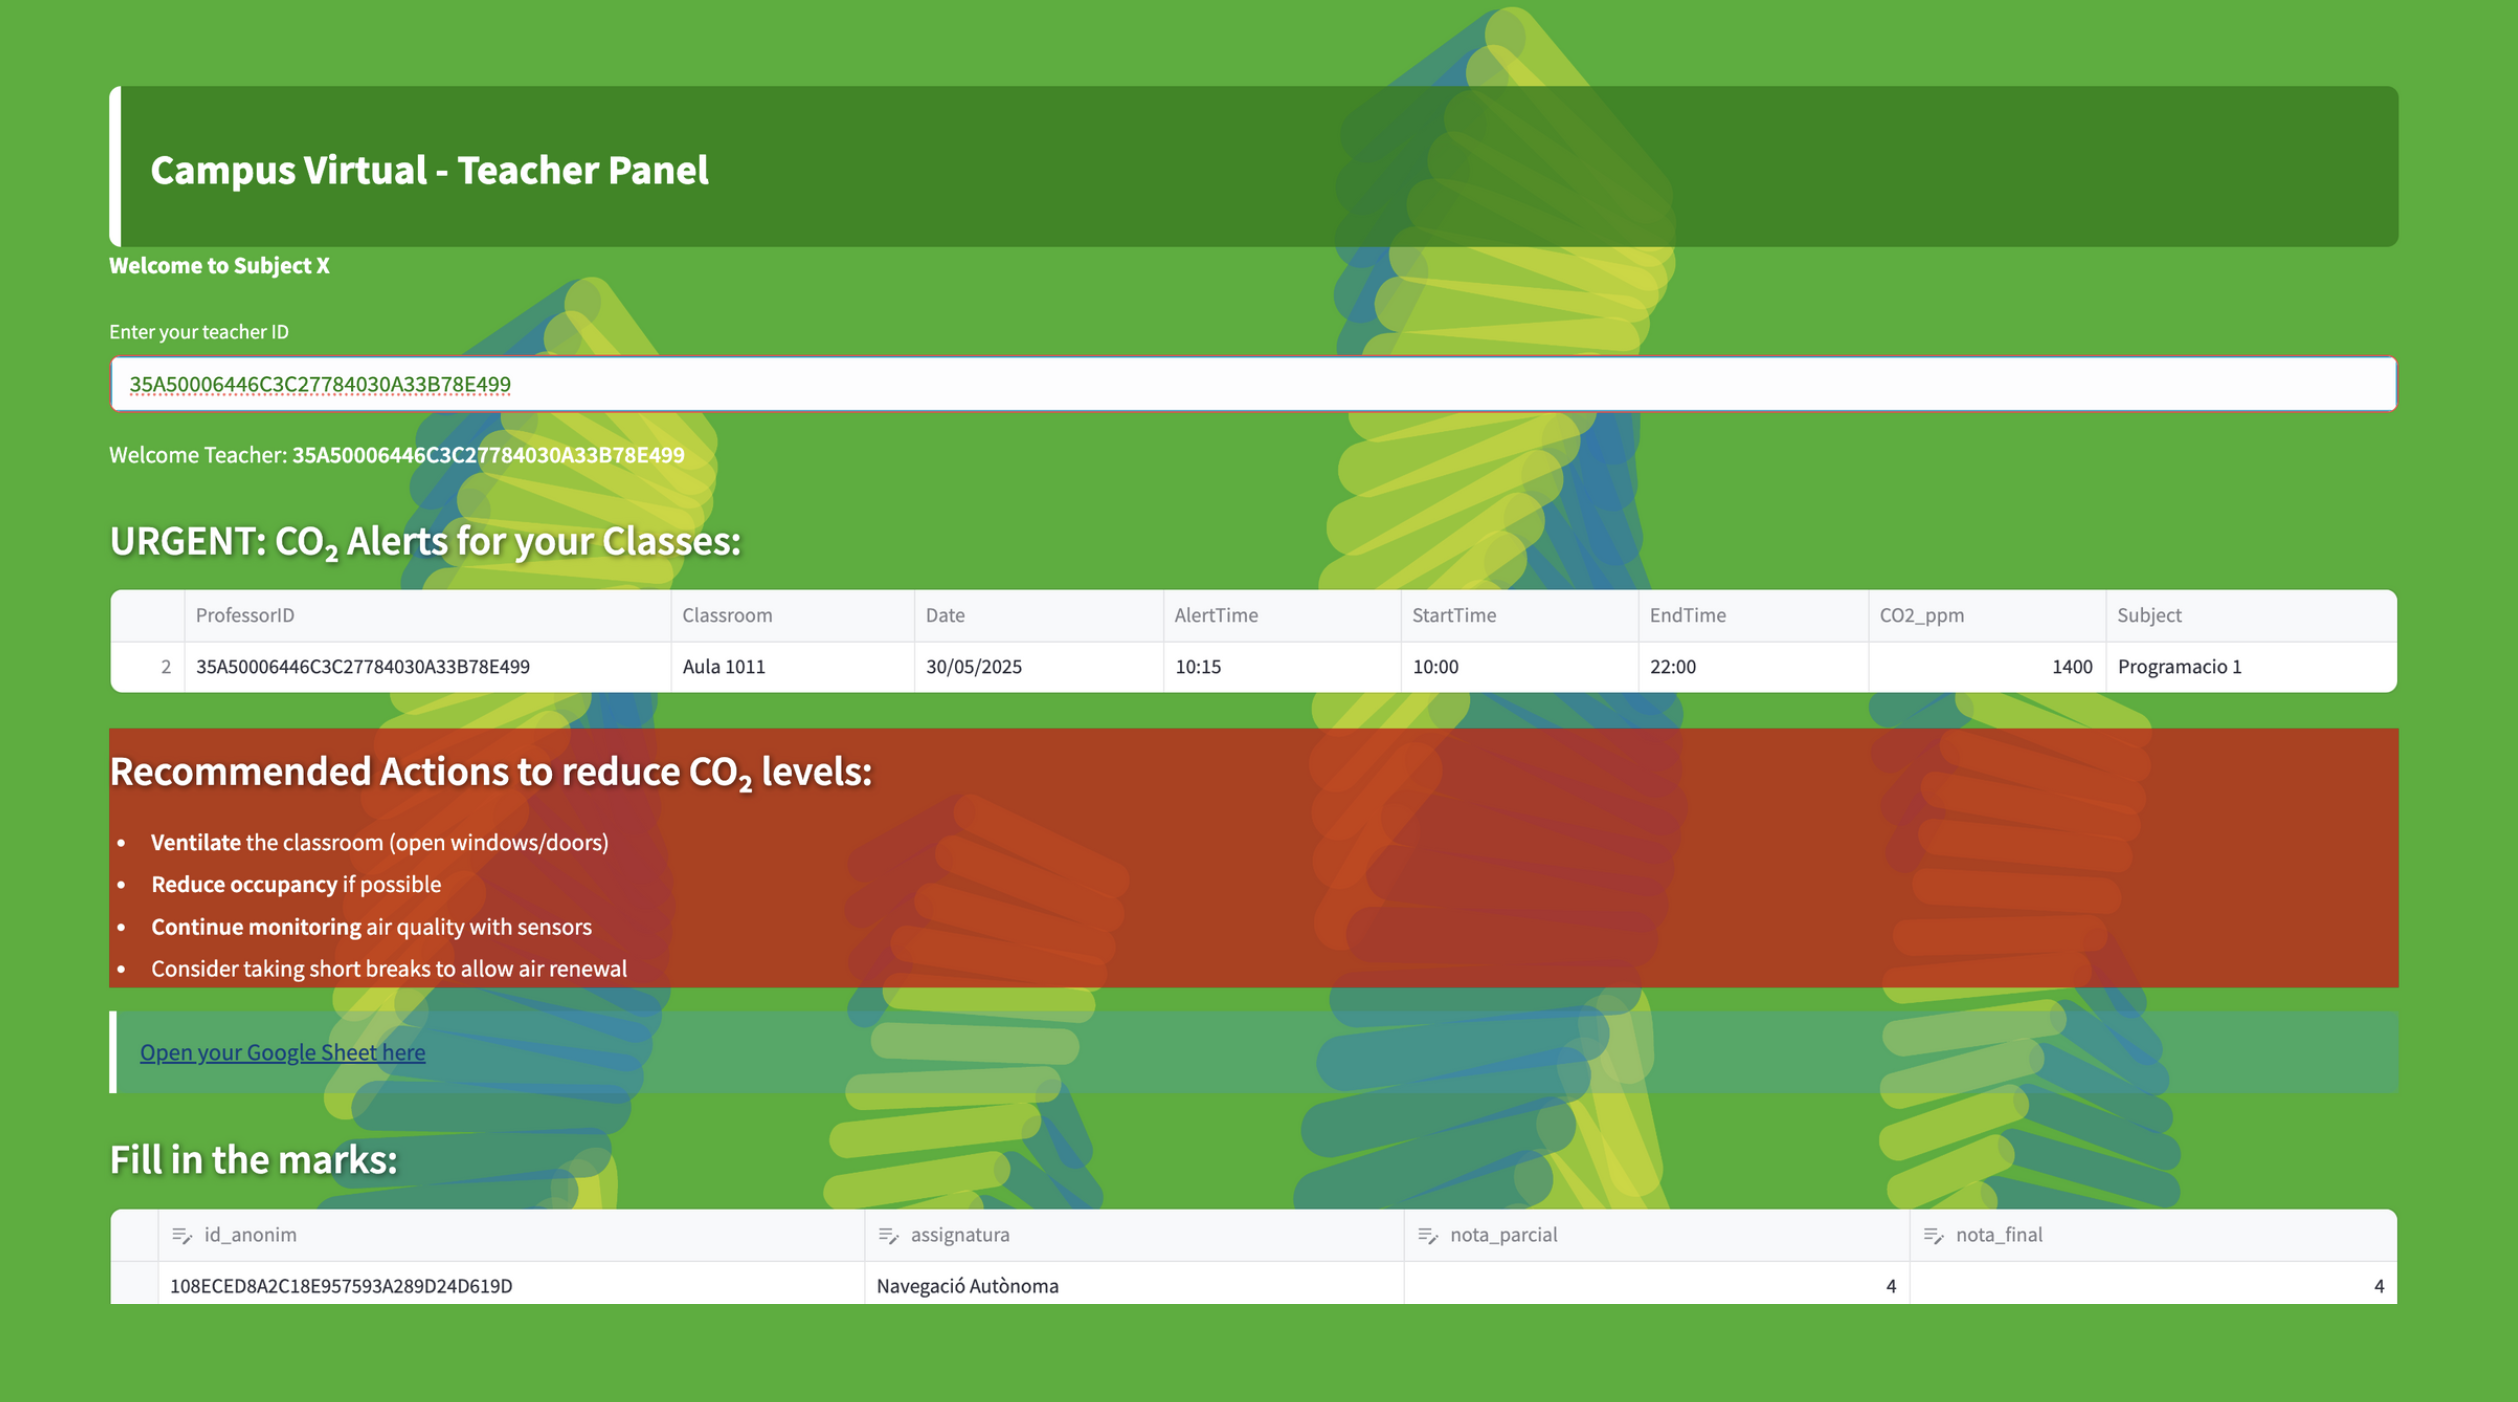 Campus Virtual - Teacher Panel
Welcome to Subject X
Enter your teacher ID
35A50006446C3C27784030A33B78E499
Welcome Teacher: 35A50006446C3C27784030A33B78E499
URGENT: CO₂ Alerts for your Classes:
ProfessorID Classroom Date AlertTime StartTime EndTime CO2_ppm Subject
2 35A50006446C3C27784030A33B78E499 Aula 1011 30/05/2025 10:15 10:00 22:00 1400 Programacio 1
Recommended Actions to reduce CO₂ levels:
• Ventilate the classroom (open windows/doors)
• Reduce occupancy if possible
• Continue monitoring air quality with sensors
• Consider taking short breaks to allow air renewal
Open your Google Sheet here
Fill in the marks:
id_anonim assignatura nota_parcial nota_final
108ECED8A2C18E957593A289D24D619D Navegació Autònoma 4 4